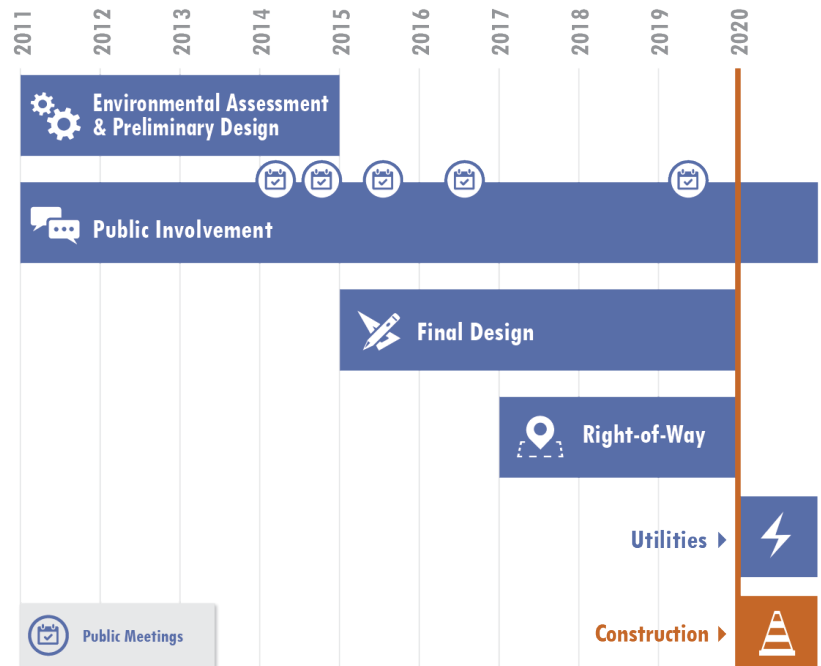 2011
2012
2013
2014
2015
2016
2017
2018
2019
2020
Environmental Assessment
& Preliminary Design
Public Involvement
Final Design
Right-of-Way
Utilities
Construction
Public Meetings